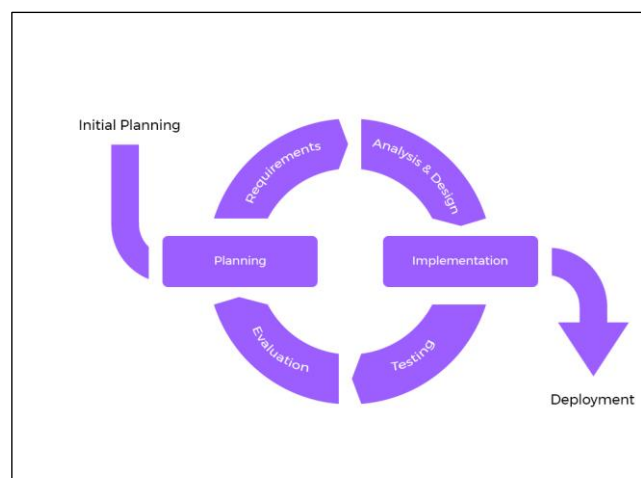 Initial Planning
Requirements
Analysis & Design
Planning
Implementation
Evaluation
Testing
Deployment